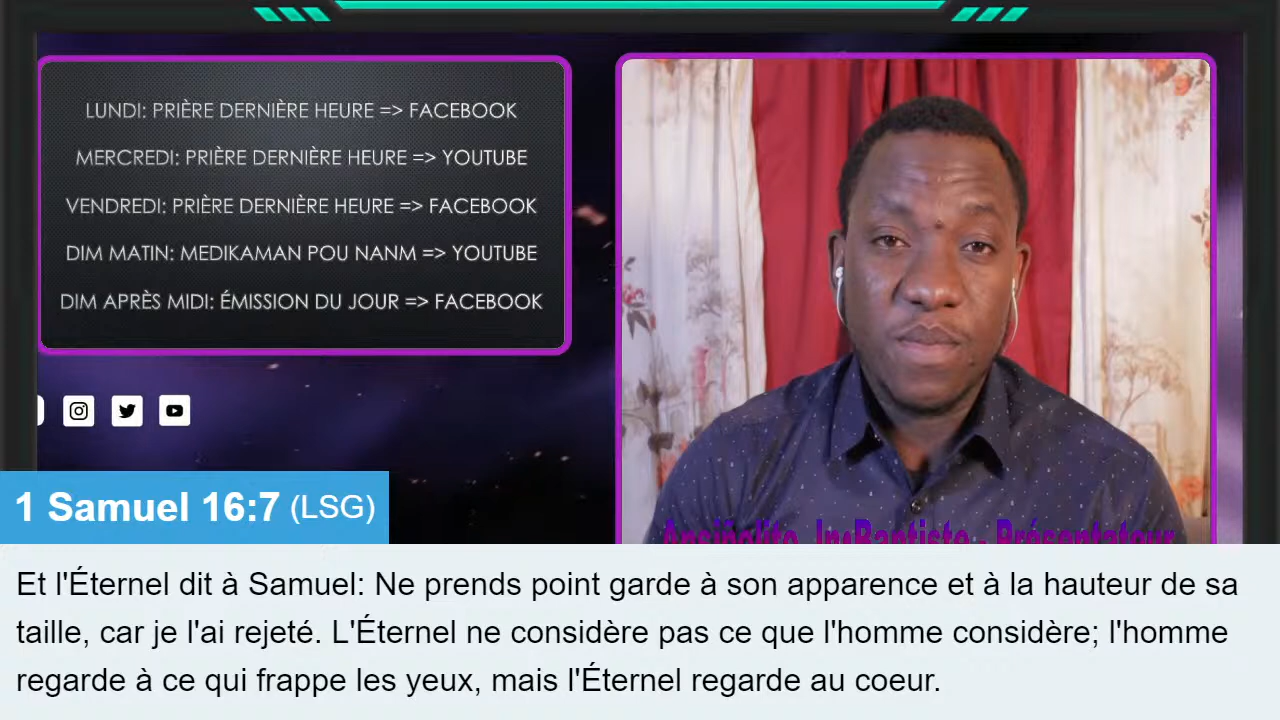 LUNDI: PRIÈRE DERNIÈRE HEURE => FACEBOOK
MERCREDI: PRIÈRE DERNIÈRE HEURE => YOUTUBE
VENDREDI: PRIÈRE DERNIÈRE HEURE => FACEBOOK
DIM MATIN: MEDIKAMAN POU NANM => YOUTUBE
DIM APRÈS MIDI: ÉMISSION DU JOUR => FACEBOOK
- Présentateur
1 Samuel 16:7 (LSG)
Et l'Éternel dit à Samuel: Ne prends point garde à son apparence et à la hauteur de sa
taille, car je l'ai rejeté. L'Éternel ne considère pas ce que l'homme considère; l'homme
regarde à ce qui frappe les yeux, mais l'Éternel regarde au coeur.